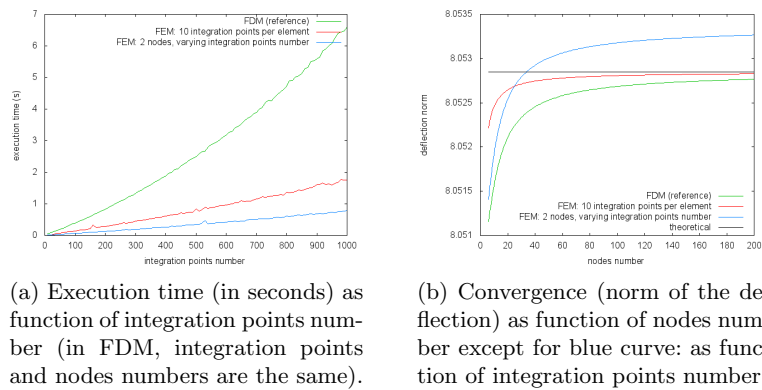 7
6
5
4
3
2
1
0
execution time (s)
FDM (reference)
FEM: 10 integration points per element
FEM: 2 nodes, varying integration points number
0 100 200 300 400 500 600 700 800 900 1000
integration points number
(a) Execution time (in seconds) as
function of integration points num-
ber (in FDM, integration points
and nodes numbers are the same).
8.0535
8.053
8.0525
8.052
8.0515
8.051
deflection norm
FDM (reference)
FEM: 10 integration points per element
FEM: 2 nodes, varying integration points number
theoretical
0 20 40 60 80 100 120 140 160 180 200
nodes number
(b) Convergence (norm of the de
flection) as function of nodes num
ber except for blue curve: as func
tion of integration points number